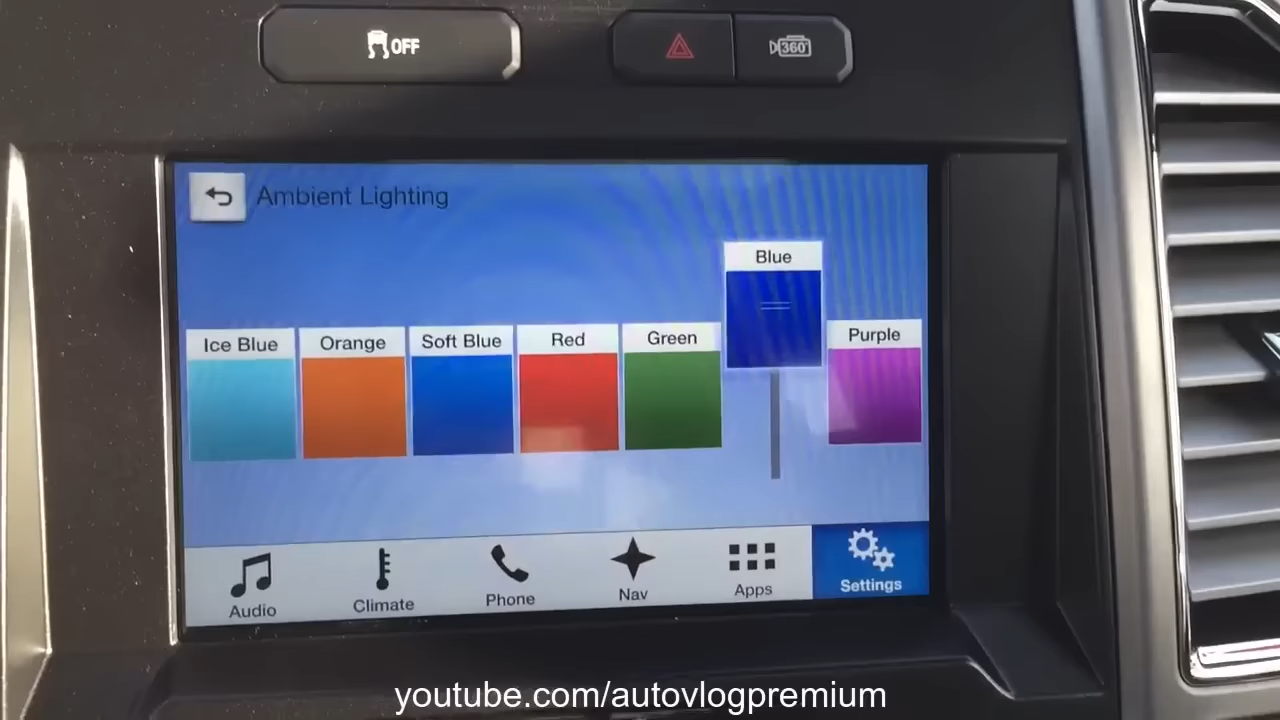 OFF
360°
Ambient Lighting
Blue
Ice Blue
Orange
Soft Blue
Red
Green
Purple
Audio
Climate
Phone
Nav
Apps
Settings
youtube.com/autovlogpremium